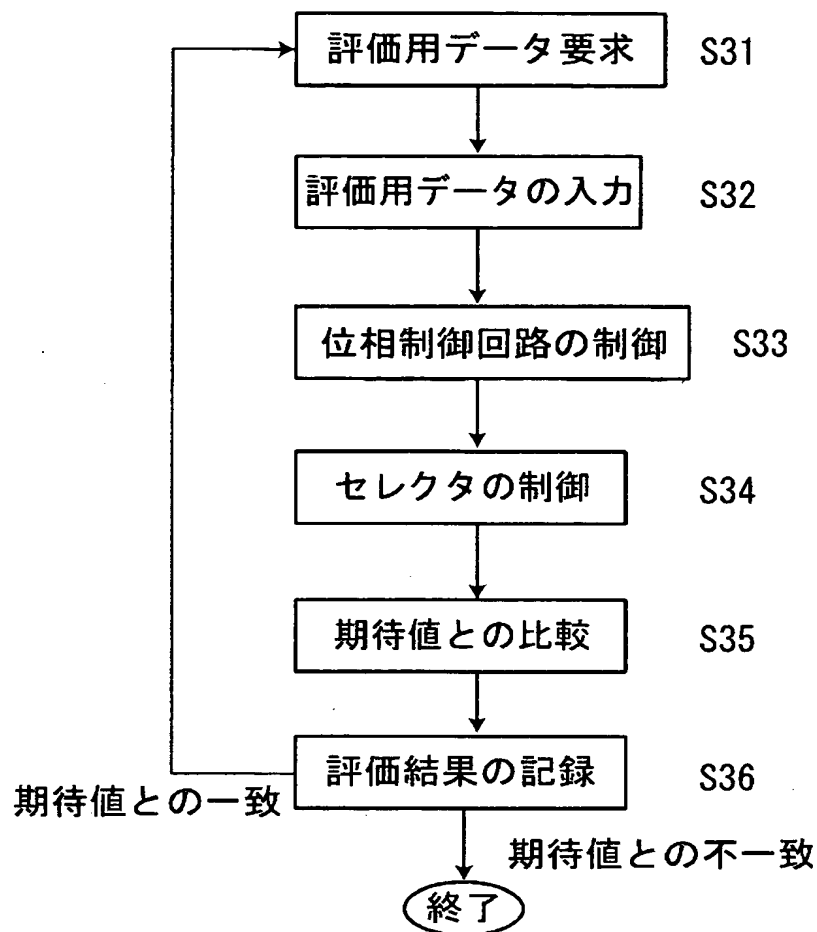 評価用データ要求 S31
評価用データの入力 S32
位相制御回路の制御 S33
セレクタの制御 S34
期待値との比較 S35
評価結果の記録 S36
期待値との一致
期待値との不一致
終了